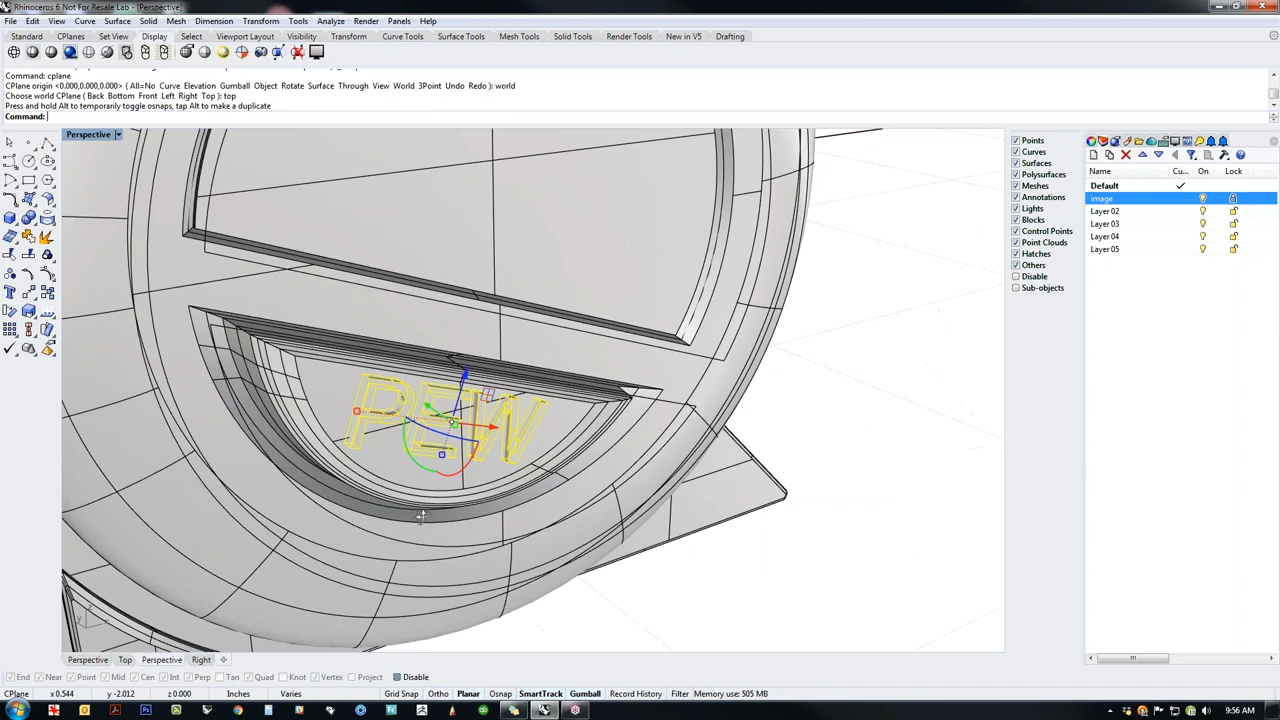 Rhinoceros 6 Not For Resale Lab - [Perspective]
File Edit View Curve Surface Solid Mesh Dimension Transform Tools Analyze Render Panels Help
Standard CPlanes Set View Display Select Viewport Layout Visibility Transform Curve Tools Surface Tools Mesh Tools Solid Tools Render Tools New in V5 Drafting
Command: cplane
CPlane origin <0.000,0.000,0.000> ( All=No Curve Elevation Gumball Object Rotate Surface Through View World 3Point Undo Redo ): world
Choose world CPlane ( Back Bottom Front Left Right Top ): top
Press and hold Alt to temporarily toggle osnaps, tap Alt to make a duplicate
Command:
Perspective
PEW
Points
Curves
Surfaces
Polysurfaces
Meshes
Annotations
Lights
Blocks
Control Points
Point Clouds
Hatches
Others
Disable
Sub-objects
Name Cu... On Lock
Default
image
Layer 02
Layer 03
Layer 04
Layer 05
z
y
Perspective Top Perspective Right
End Near Point Mid Cen Int Perp Tan Quad Knot Vertex Project Disable
CPlane x 0.544 y -2.012 z 0.000 Inches Varies Grid Snap Ortho Planar Osnap SmartTrack Gumball Record History Filter Memory use: 505 MB
9:56 AM